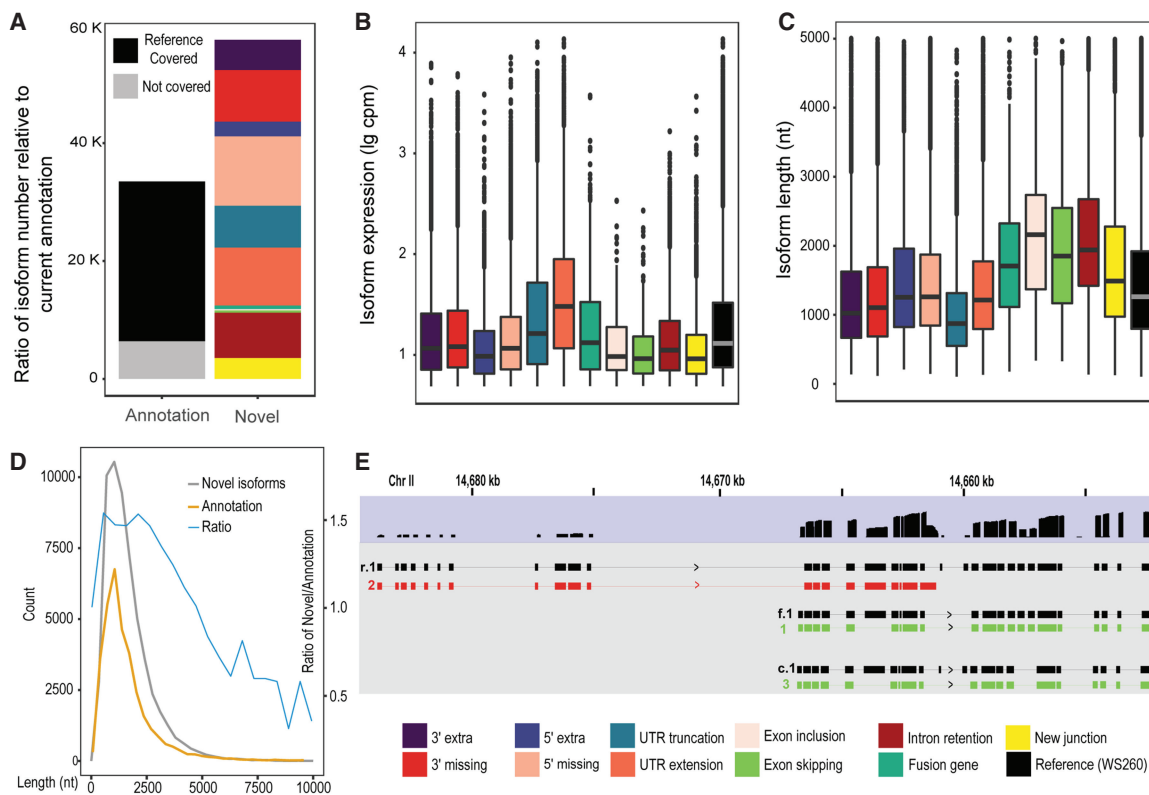 A
Ratio of isoform number relative to
current annotation
60 K
40 K
20 K
0
Reference
Covered
Not covered
Annotation
Novel
B
Isoform expression (lg cpm)
4
3
2
1
C
Isoform length (nt)
5000
4000
3000
2000
1000
0
D
Count
10000
7500
5000
2500
0
Novel isoforms
Annotation
Ratio
1.5
1.0
0.5
Ratio of Novel/Annotation
Length (nt)
0
2500
5000
7500
10000
E
Chr II
14,680 kb
14,670 kb
14,660 kb
r.1
>
2
>
f.1
>
1
>
c.1
>
3
>
3' extra
5' extra
UTR truncation
Exon inclusion
Intron retention
New junction
3' missing
5' missing
UTR extension
Exon skipping
Fusion gene
Reference (WS260)